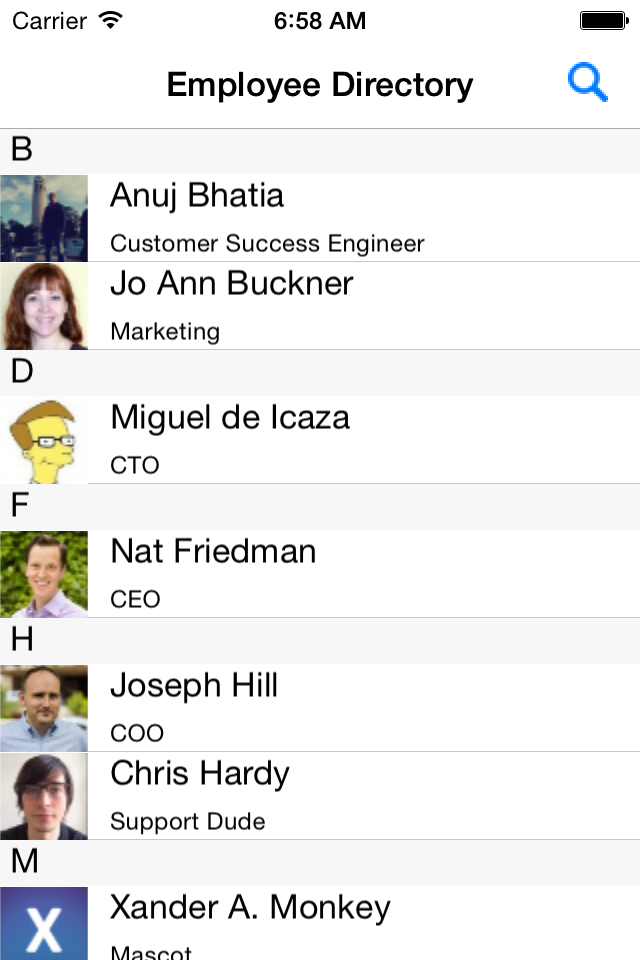 Carrier 6:58 AM
Employee Directory
B
Anuj Bhatia
Customer Success Engineer
Jo Ann Buckner
Marketing
D
Miguel de Icaza
CTO
F
Nat Friedman
CEO
H
Joseph Hill
COO
Chris Hardy
Support Dude
M
Xander A. Monkey
X
Mascot